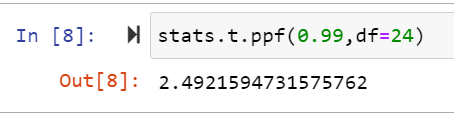 In [8]: stats.t.ppf(0.99,df=24)
Out[8]: 2.4921594731575762